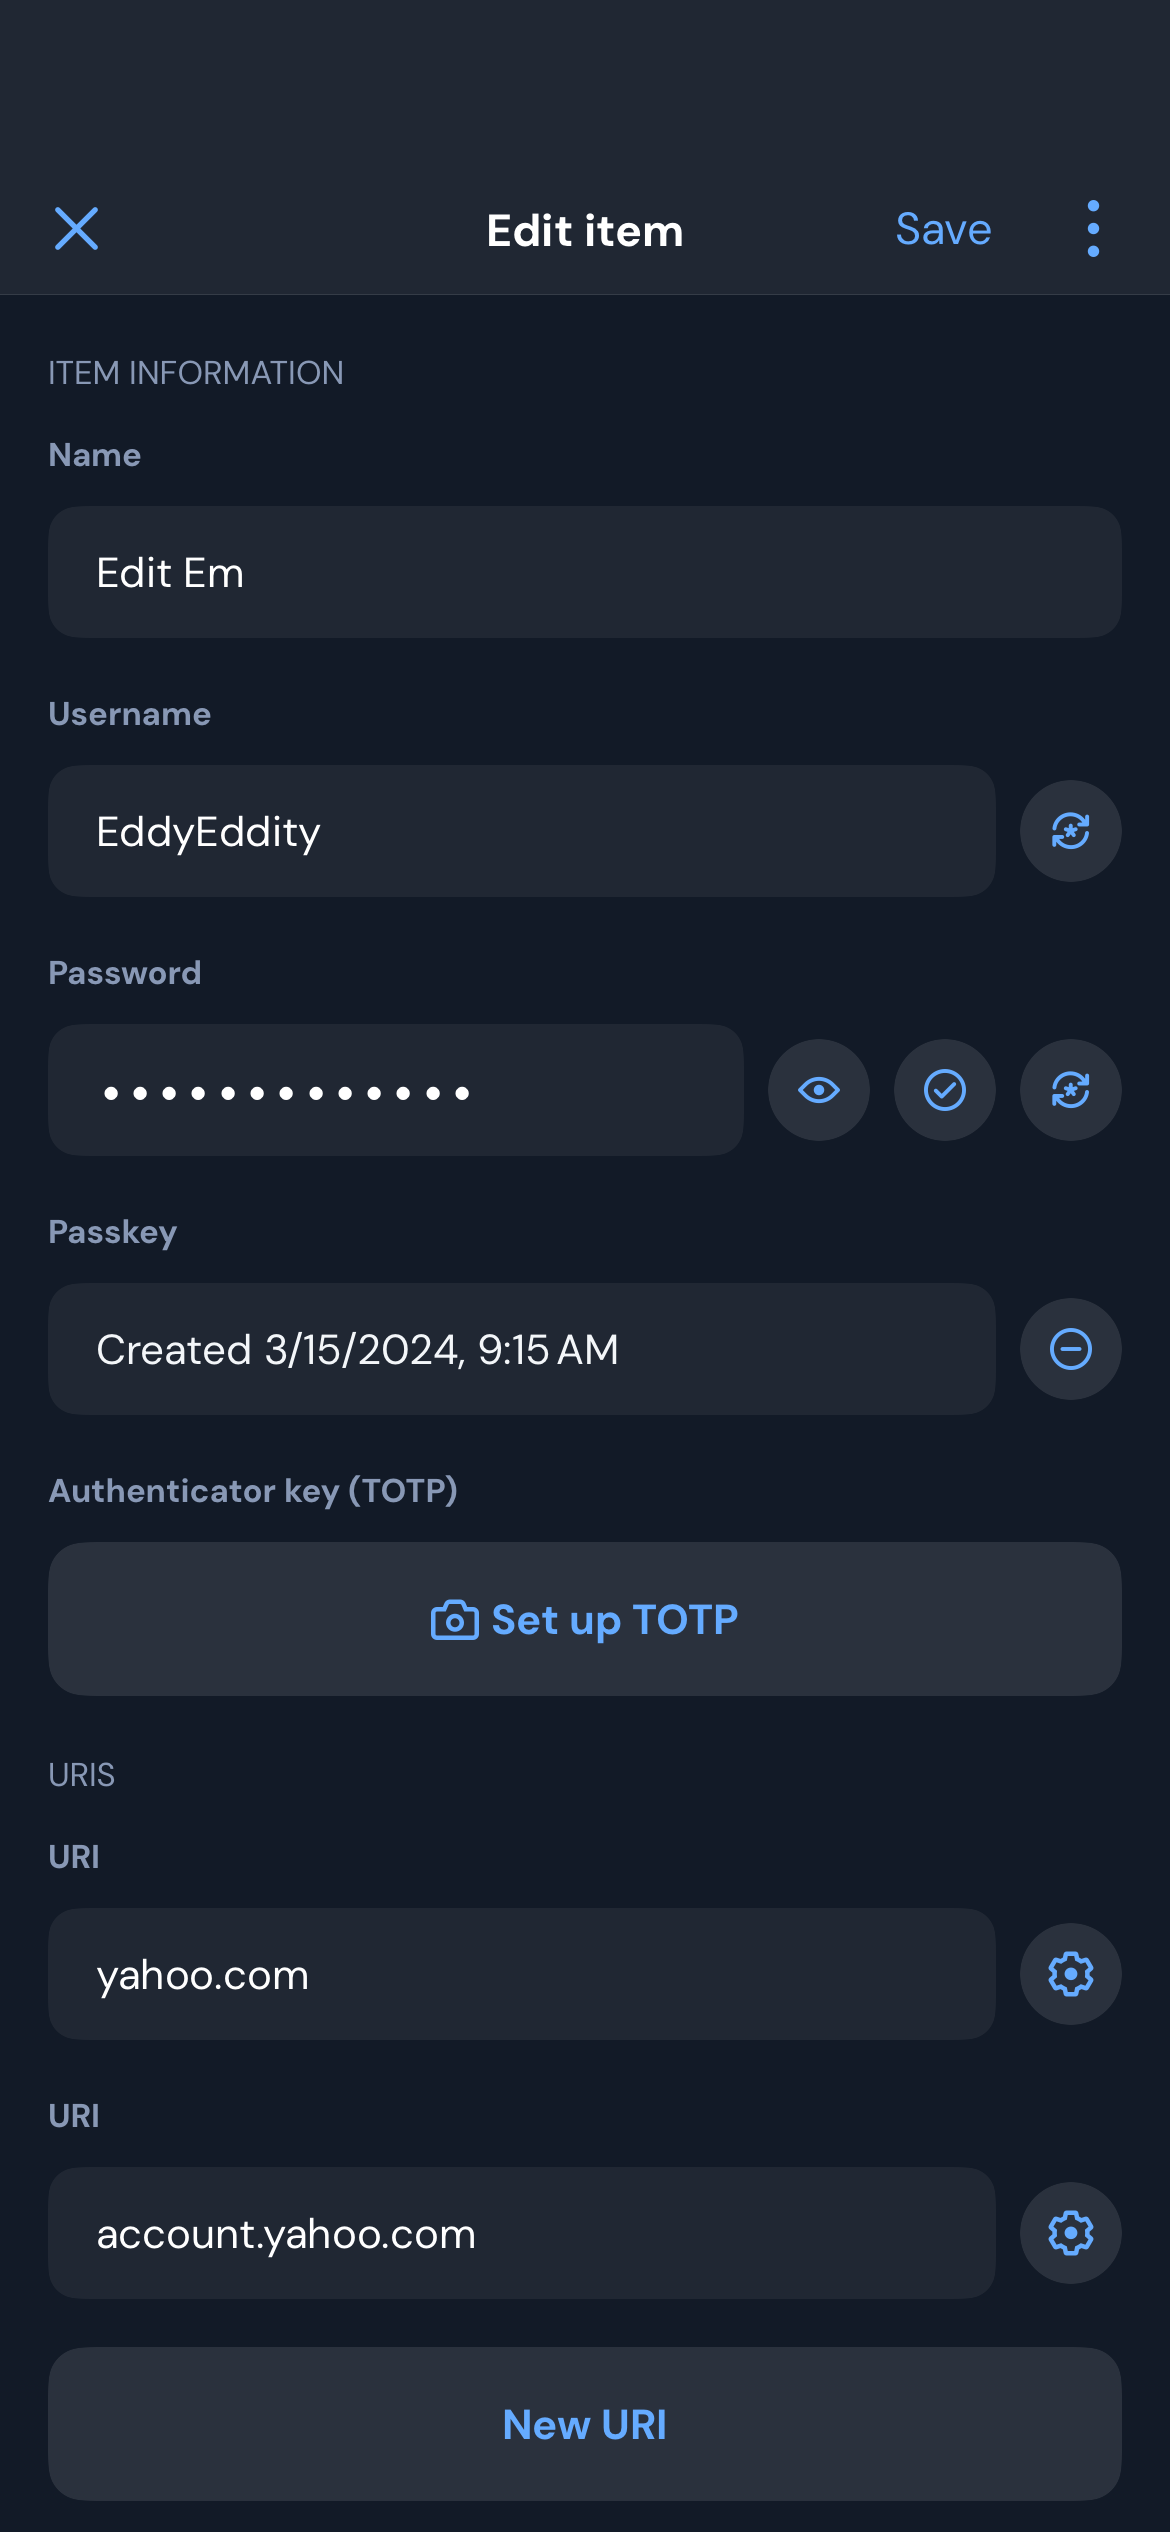 Edit item
Save
ITEM INFORMATION
Name
Edit Em
Username
EddyEddity
Password
•••••••••••••
Passkey
Created 3/15/2024, 9:15 AM
Authenticator key (TOTP)
Set up TOTP
URIS
URI
yahoo.com
URI
account.yahoo.com
New URI